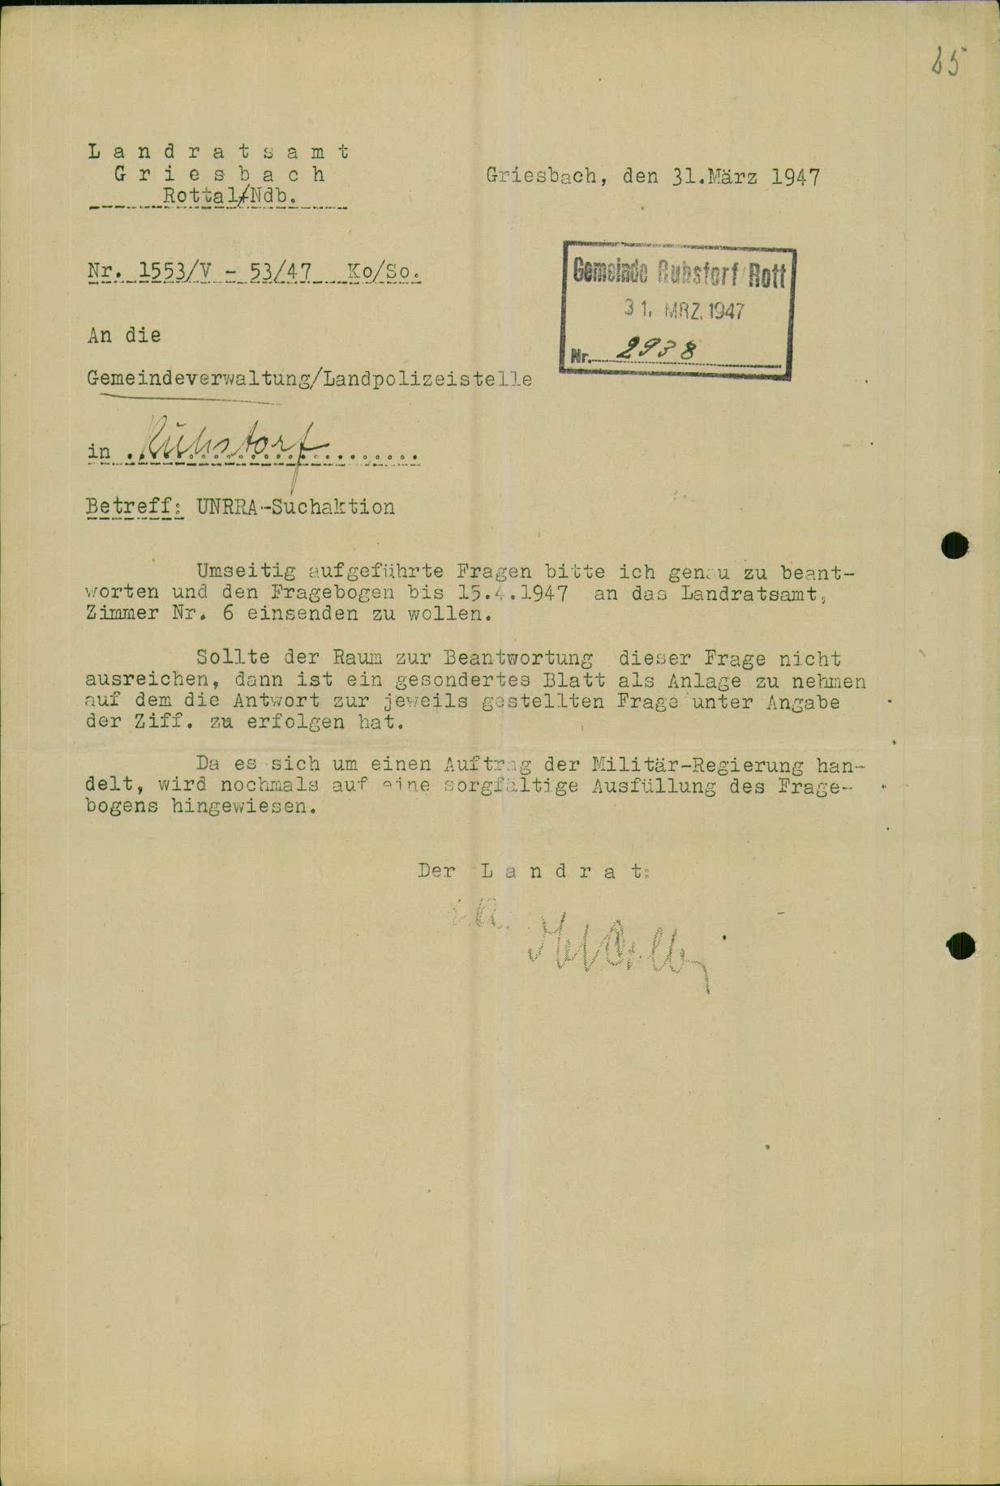 25
L a n d r a t s a m t
G r i e s b a c h
Rottal/Ndb.
Griesbach, den 31.März 1947
Nr. 1553/V - 53/47 Ko/So.
Gemeinde Ruhstorf Rott
31. MRZ. 1947
Nr. 2938
An die
Gemeindeverwaltung/Landpolizeistelle
in Ruhstorf
Betreff: UNRRA-Suchaktion
Umseitig aufgeführte Fragen bitte ich genau zu beant-
worten und den Fragebogen bis 15.4.1947 an das Landratsamt,
Zimmer Nr. 6 einsenden zu wollen.
Sollte der Raum zur Beantwortung dieser Frage nicht
ausreichen, dann ist ein gesondertes Blatt als Anlage zu nehmen
auf dem die Antwort zur jeweils gestellten Frage unter Angabe
der Ziff. zu erfolgen hat.
Da es sich um einen Auftrag der Militär-Regierung han-
delt, wird nochmals auf eine sorgfältige Ausfüllung des Frage-
bogens hingewiesen.
Der L a n d r a t: